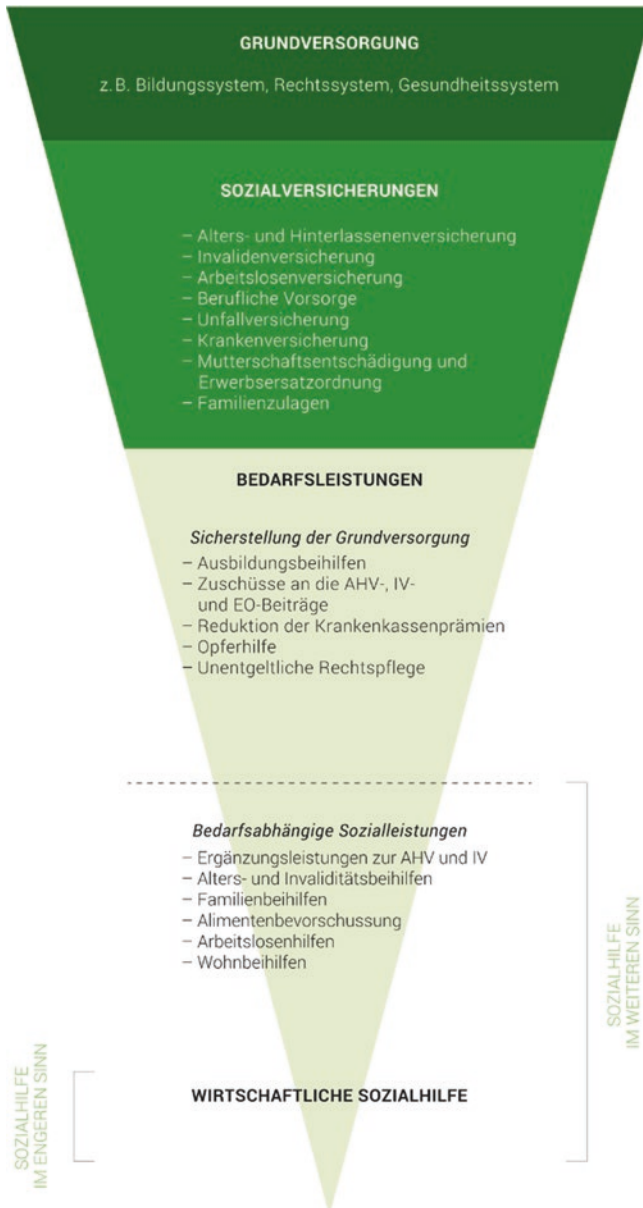 GRUNDVERSORGUNG
z. B. Bildungssystem, Rechtssystem, Gesundheitssystem
SOZIALVERSICHERUNGEN
– Alters- und Hinterlassenenversicherung
– Invalidenversicherung
– Arbeitslosenversicherung
– Berufliche Vorsorge
– Unfallversicherung
– Krankenversicherung
– Mutterschaftsentschädigung und
Erwerbsersatzordnung
– Familienzulagen
BEDARFSLEISTUNGEN
Sicherstellung der Grundversorgung
– Ausbildungsbeihilfen
– Zuschüsse an die AHV-, IV-
und EO-Beiträge
– Reduktion der Krankenkassenprämien
– Opferhilfe
– Unentgeltliche Rechtspflege
Bedarfsabhängige Sozialleistungen
– Ergänzungsleistungen zur AHV und IV
– Alters- und Invaliditätsbeihilfen
– Familienbeihilfen
– Alimentenbevorschussung
– Arbeitslosenhilfen
– Wohnbeihilfen
SOZIALHILFE
IM WEITEREN SINN
WIRTSCHAFTLICHE SOZIALHILFE
SOZIALHILFE
IM ENGEREN SINN